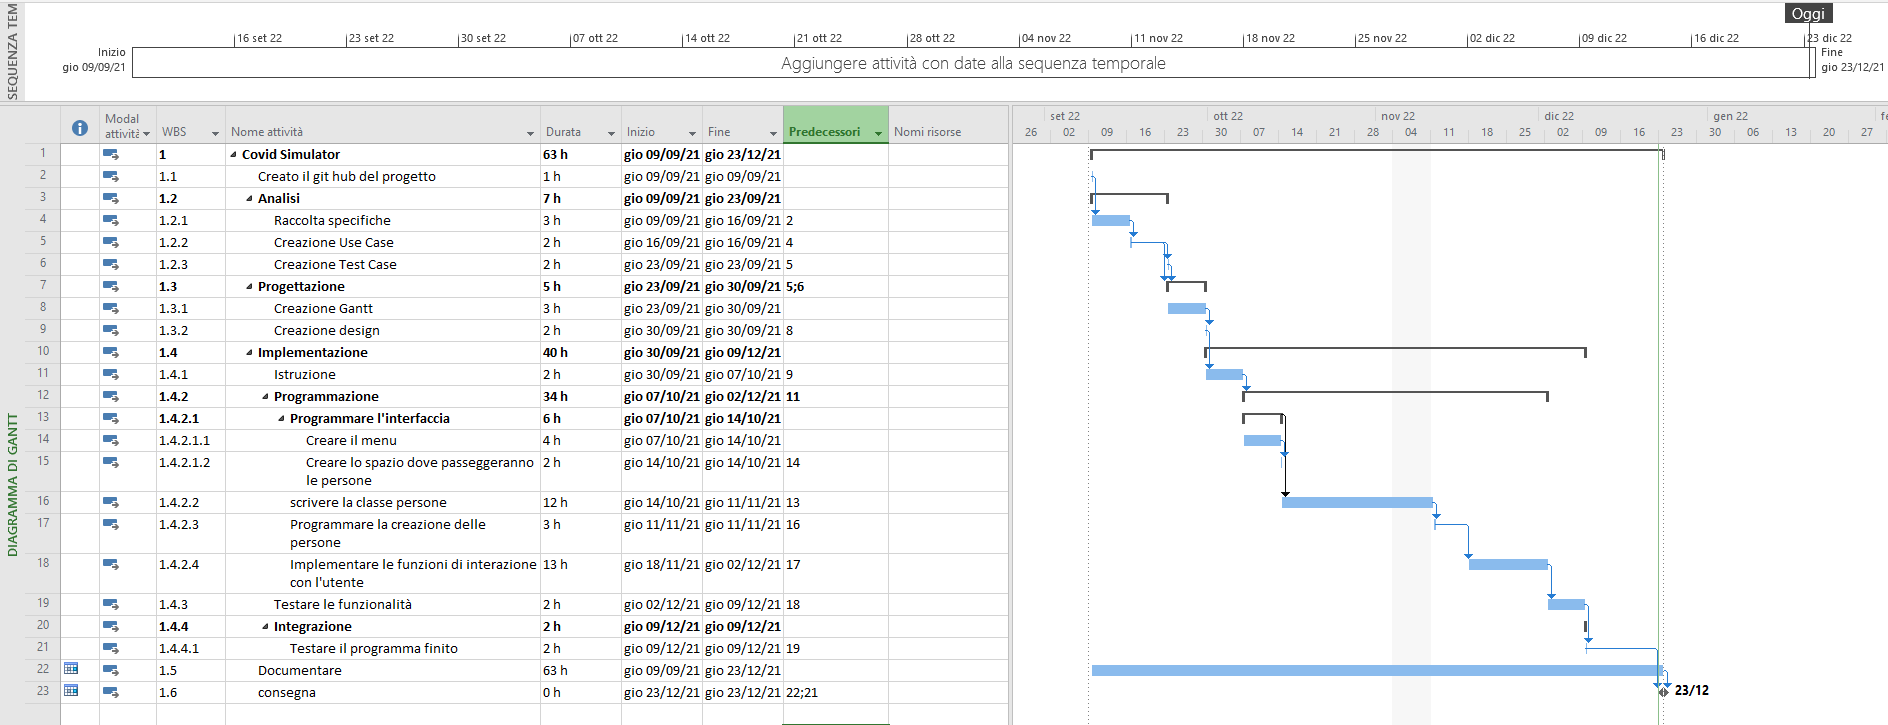 SEQUENZA TEM
Oggi
16 set 22 23 set 22 30 set 22 07 ott 22 14 ott 22 21 ott 22 28 ott 22 04 nov 22 11 nov 22 18 nov 22 25 nov 22 02 dic 22 09 dic 22 16 dic 22 23 dic 22
Inizio
gio 09/09/21
Aggiungere attività con date alla sequenza temporale
Fine
gio 23/12/21
DIAGRAMMA DI GANTT
Modal attività WBS Nome attività Durata Inizio Fine Predecessori Nomi risorse
set 22 ott 22 nov 22 dic 22 gen 22 fe
26 02 09 16 23 30 07 14 21 28 04 11 18 25 02 09 16 23 30 06 13 20 27
1 1 Covid Simulator 63 h gio 09/09/21 gio 23/12/21
2 1.1 Creato il git hub del progetto 1 h gio 09/09/21 gio 09/09/21
3 1.2 Analisi 7 h gio 09/09/21 gio 23/09/21
4 1.2.1 Raccolta specifiche 3 h gio 09/09/21 gio 16/09/21 2
5 1.2.2 Creazione Use Case 2 h gio 16/09/21 gio 16/09/21 4
6 1.2.3 Creazione Test Case 2 h gio 23/09/21 gio 23/09/21 5
7 1.3 Progettazione 5 h gio 23/09/21 gio 30/09/21 5;6
8 1.3.1 Creazione Gantt 3 h gio 23/09/21 gio 30/09/21
9 1.3.2 Creazione design 2 h gio 30/09/21 gio 30/09/21 8
10 1.4 Implementazione 40 h gio 30/09/21 gio 09/12/21
11 1.4.1 Istruzione 2 h gio 30/09/21 gio 07/10/21 9
12 1.4.2 Programmazione 34 h gio 07/10/21 gio 02/12/21 11
13 1.4.2.1 Programmare l'interfaccia 6 h gio 07/10/21 gio 14/10/21
14 1.4.2.1.1 Creare il menu 4 h gio 07/10/21 gio 14/10/21
15 1.4.2.1.2 Creare lo spazio dove passeggeranno 2 h gio 14/10/21 gio 14/10/21 14
le persone
16 1.4.2.2 scrivere la classe persone 12 h gio 14/10/21 gio 11/11/21 13
17 1.4.2.3 Programmare la creazione delle 3 h gio 11/11/21 gio 11/11/21 16
persone
18 1.4.2.4 Implementare le funzioni di interazione 13 h gio 18/11/21 gio 02/12/21 17
con l'utente
19 1.4.3 Testare le funzionalità 2 h gio 02/12/21 gio 09/12/21 18
20 1.4.4 Integrazione 2 h gio 09/12/21 gio 09/12/21
21 1.4.4.1 Testare il programma finito 2 h gio 09/12/21 gio 09/12/21 19
22 1.5 Documentare 63 h gio 09/09/21 gio 23/12/21
23 1.6 consegna 0 h gio 23/12/21 gio 23/12/21 22;21
23/12